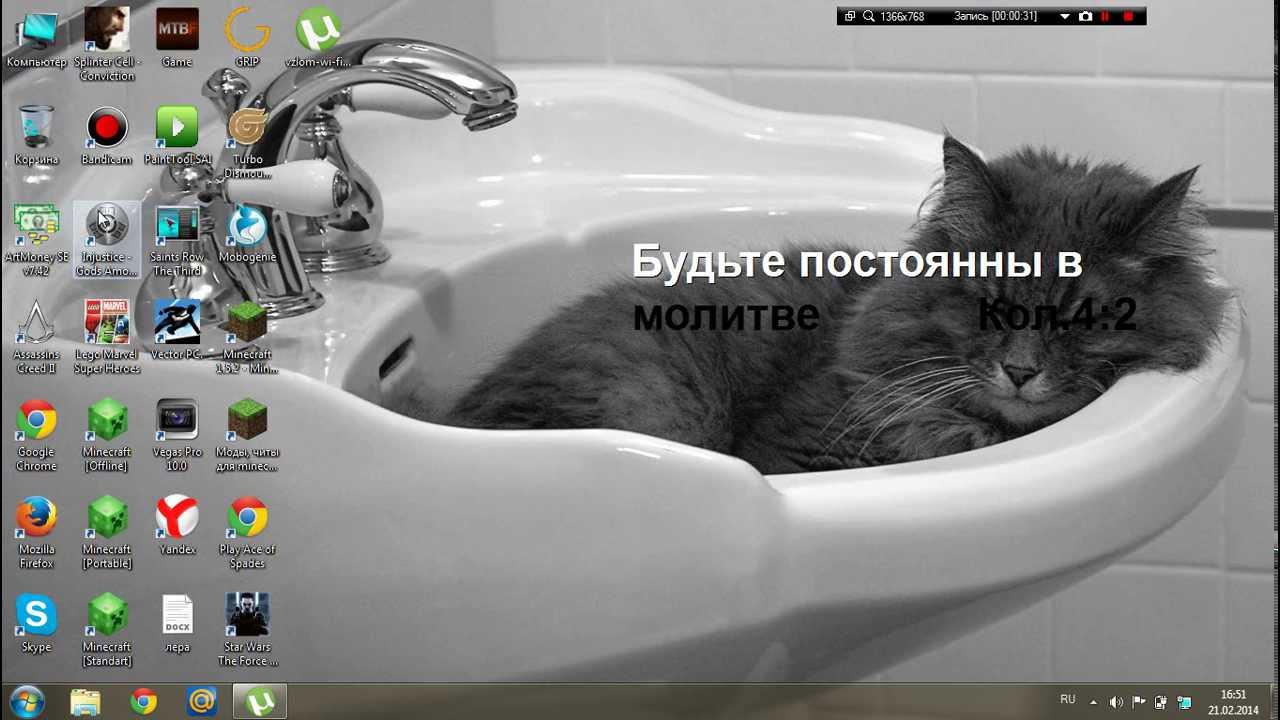 1366x768 Запись [00:00:31]
Компьютер
Splinter Cell - Conviction
Game
GRIP
vzlom-wi-fi...
Корзина
Bandicam
PaintTool SAI
Turbo Dismou...
ArtMoney SE v7.42
Injustice - Gods Amo...
Saints Row The Third
Mobogenie
Будьте постоянны в
молитве Кол.4:2
Assassins Creed II
Lego Marvel Super Heroes
Vector PC.
Minecraft 1.5.2 - Min...
Google Chrome
Minecraft [Offline]
Vegas Pro 10.0
Моды, читы для minec...
Mozilla Firefox
Minecraft [Portable]
Yandex
Play Ace of Spades
Skype
Minecraft [Standart]
лера
Star Wars The Force ...
MTBF
LEGO MARVEL
DOCX
RU
16:51
21.02.2014